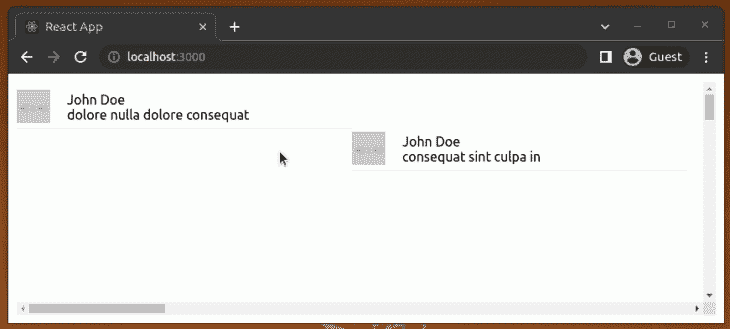 React App
localhost:3000
Guest
John Doe
dolore nulla dolore consequat
John Doe
consequat sint culpa in